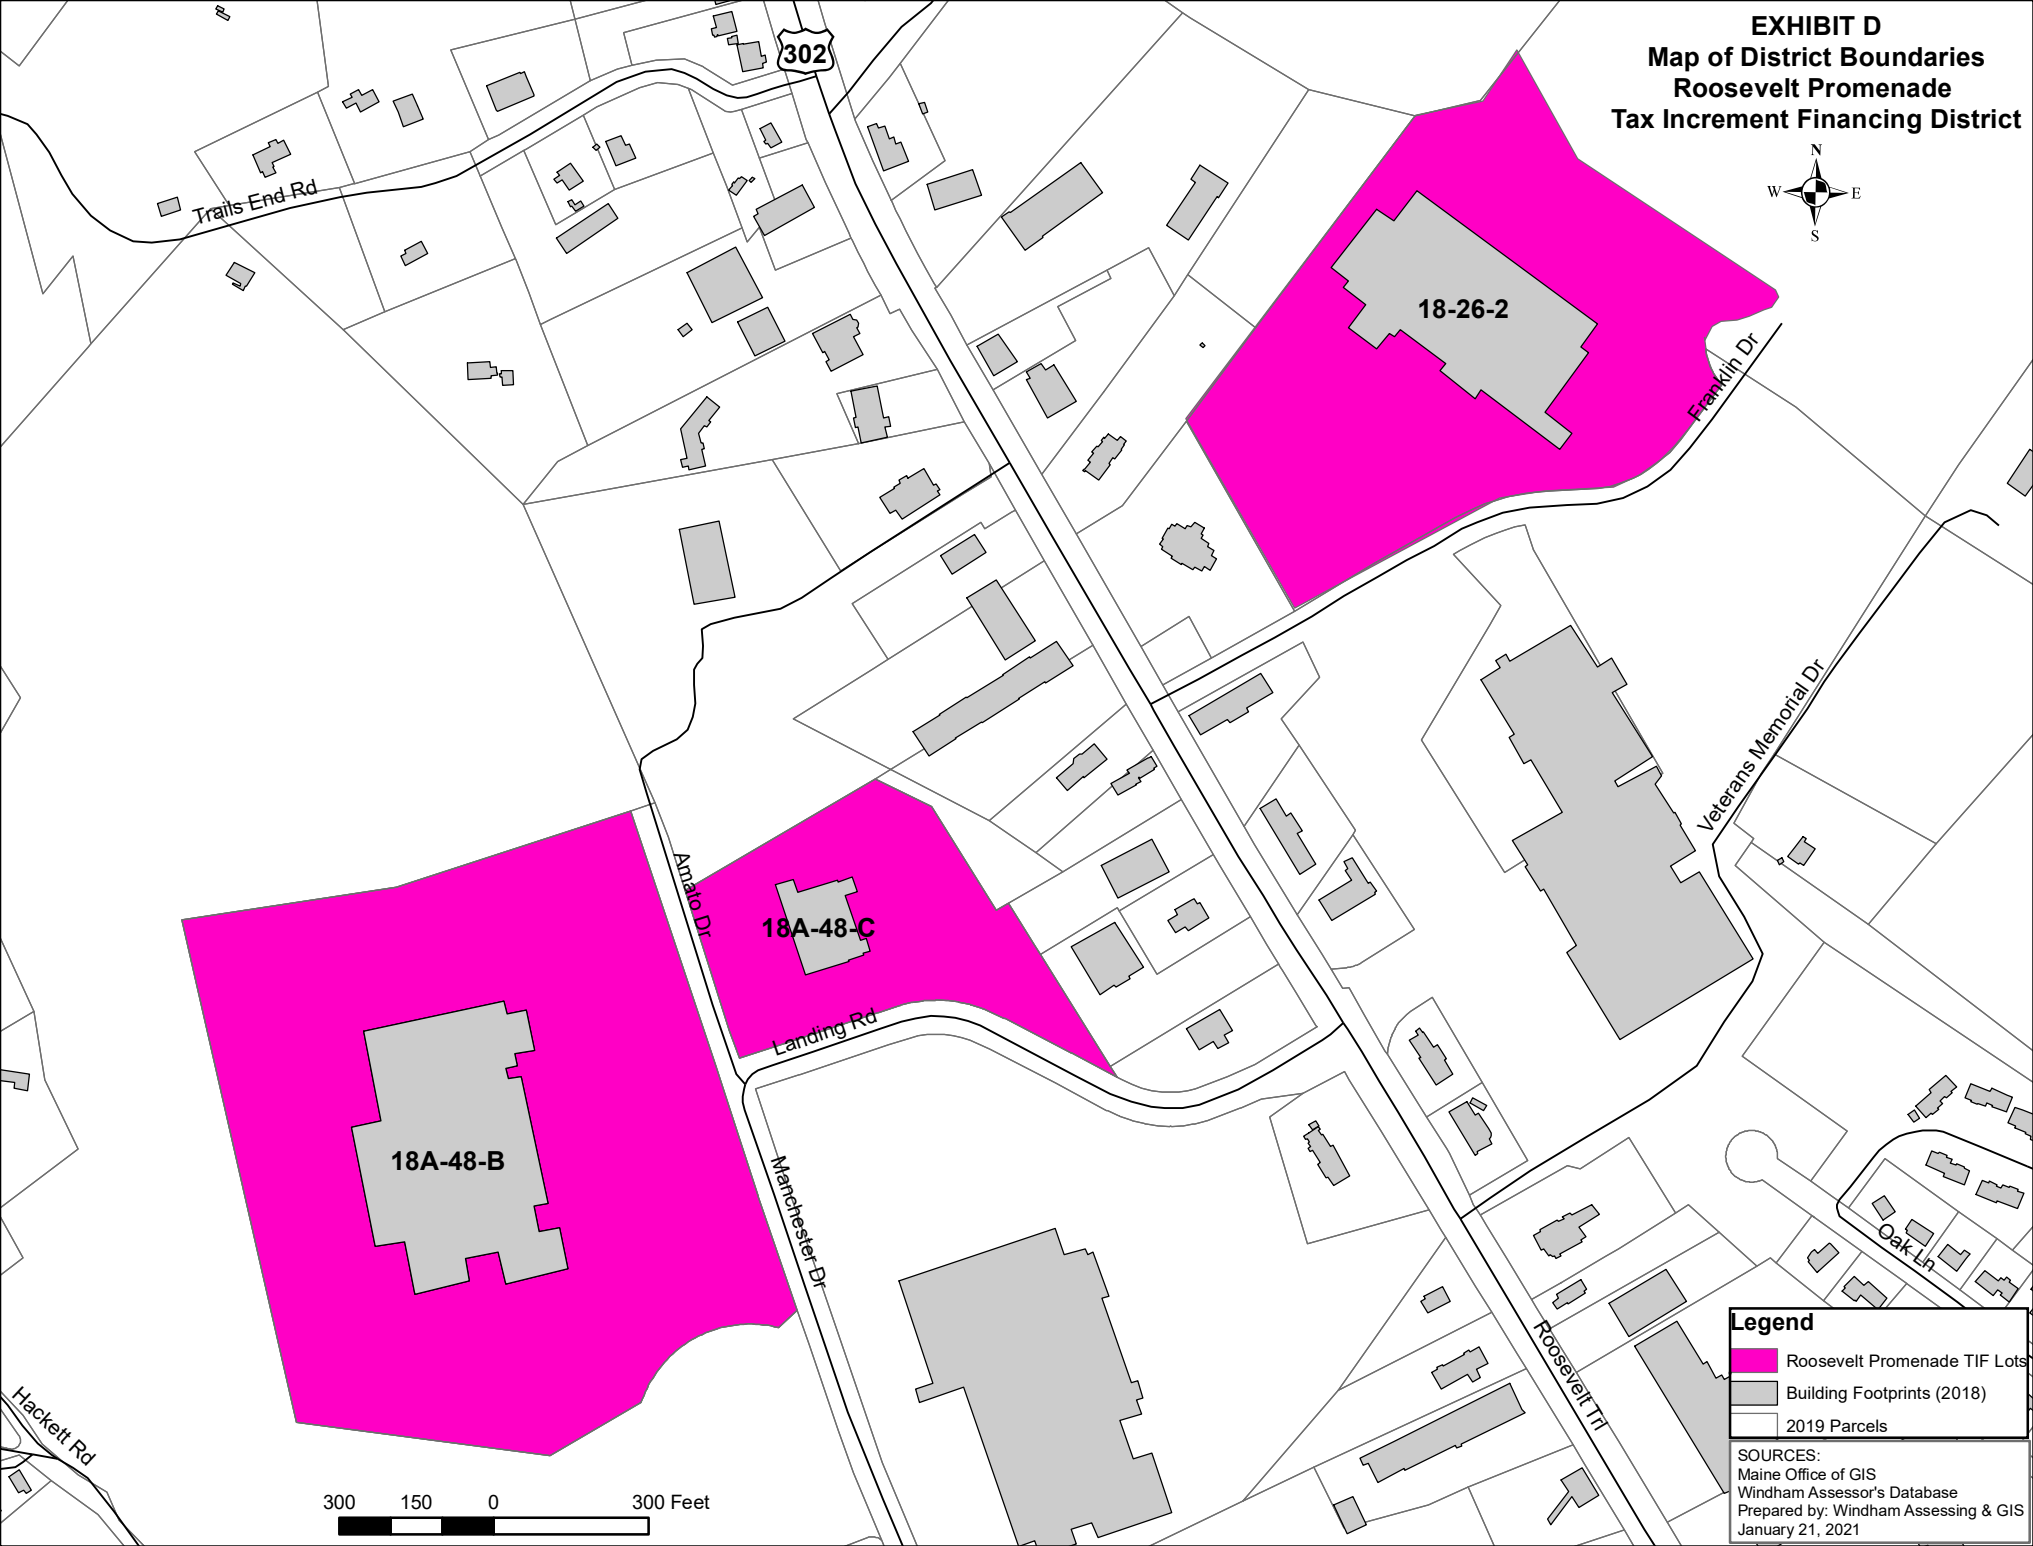 EXHIBIT D
Map of District Boundaries
Roosevelt Promenade
Tax Increment Financing District
N
W E
S
302
Trails End Rd
18-26-2
Franklin Dr
Veterans Memorial Dr
Amato Dr
18A-48-C
Landing Rd
18A-48-B
Manchester Dr
Oak Ln
Roosevelt Trl
Hackett Rd
300 150 0 300 Feet
Legend
Roosevelt Promenade TIF Lots
Building Footprints (2018)
2019 Parcels
SOURCES:
Maine Office of GIS
Windham Assessor's Database
Prepared by: Windham Assessing & GIS
January 21, 2021